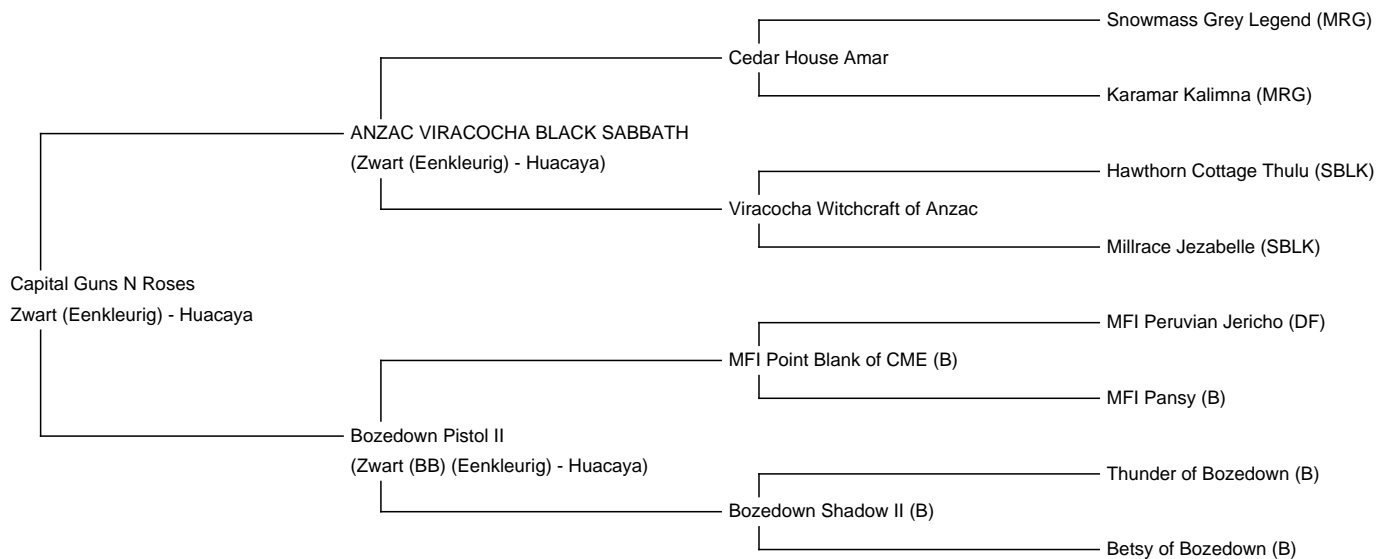 Snowmass Grey Legend (MRG)
Cedar House Amar
Karamar Kalimna (MRG)
ANZAC VIRACOCHA BLACK SABBATH
(Zwart (Eenkleurig) - Huacaya)
Hawthorn Cottage Thulu (SBLK)
Viracocha Witchcraft of Anzac
Millrace Jezabelle (SBLK)
Capital Guns N Roses
Zwart (Eenkleurig) - Huacaya
MFI Peruvian Jericho (DF)
MFI Point Blank of CME (B)
MFI Pansy (B)
Bozedown Pistol II
(Zwart (BB) (Eenkleurig) - Huacaya)
Thunder of Bozedown (B)
Bozedown Shadow II (B)
Betsy of Bozedown (B)